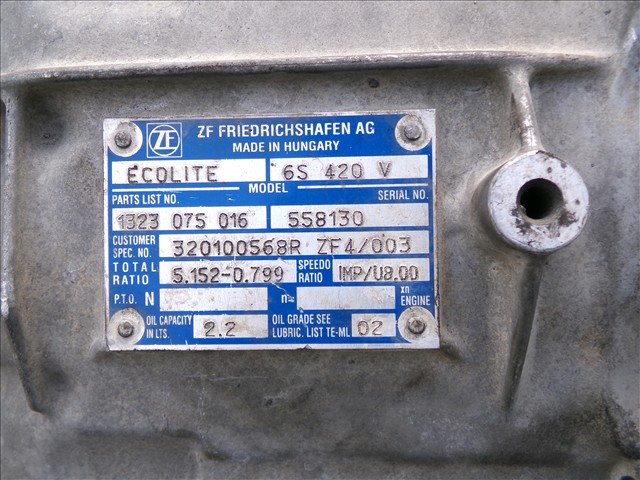 ZF
ZF FRIEDRICHSHAFEN AG
MADE IN HUNGARY
ECOLITE 6S 420 V
MODEL
PARTS LIST NO. SERIAL NO.
1323 075 016 558130
CUSTOMER SPEC. NO. 320100568R ZF4/003
TOTAL RATIO 5.152-0.799 SPEEDO RATIO IMP/U8.00
P.T.O. N n= xn ENGINE
OIL CAPACITY IN LTS. 2.2 OIL GRADE SEE LUBRIC. LIST TE-ML 02